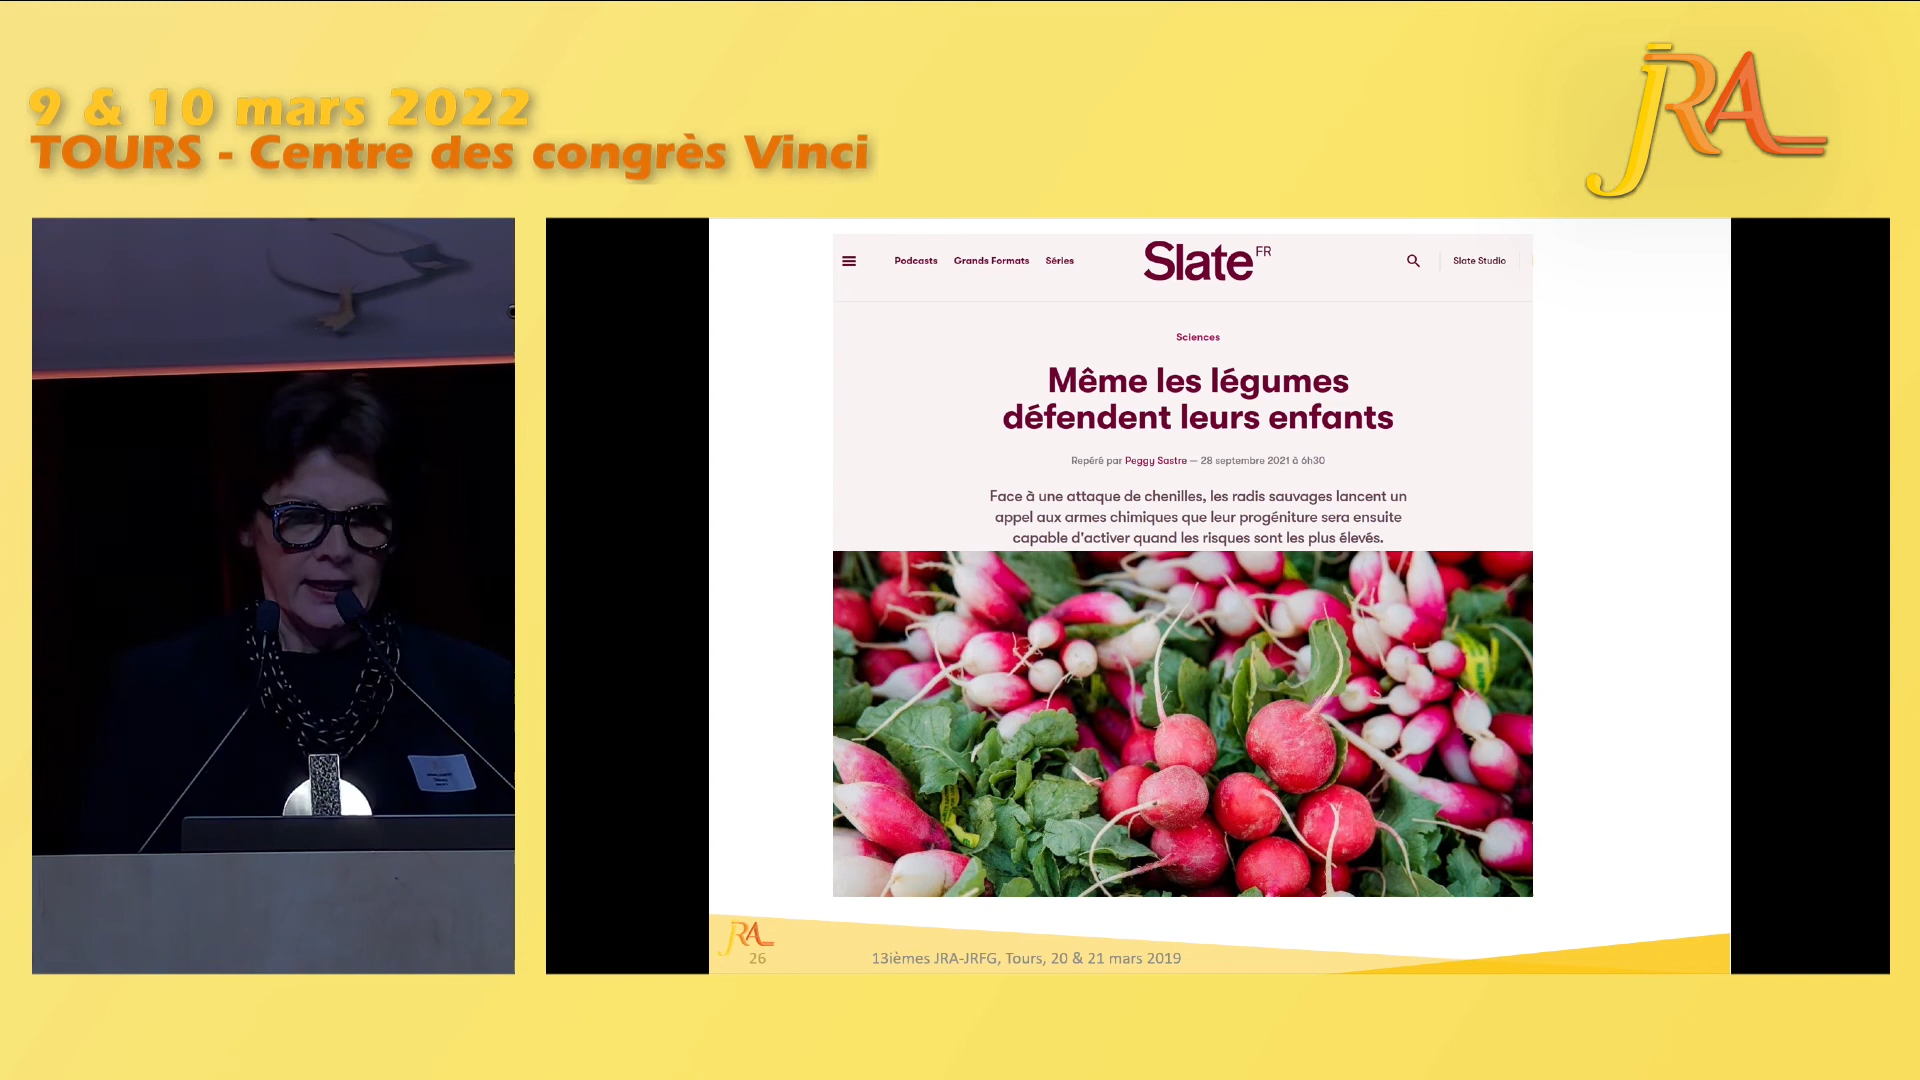 9 & 10 mars 2022
TOURS - Centre des congrès Vinci
JRA
Podcasts Grands Formats Séries
Slate FR
Slate Studio
Sciences
Même les légumes
défendent leurs enfants
Repéré par Peggy Sastre — 28 septembre 2021 à 6h30
Face à une attaque de chenilles, les radis sauvages lancent un
appel aux armes chimiques que leur progéniture sera ensuite
capable d'activer quand les risques sont les plus élevés.
JRA
26
13ièmes JRA-JRFG, Tours, 20 & 21 mars 2019